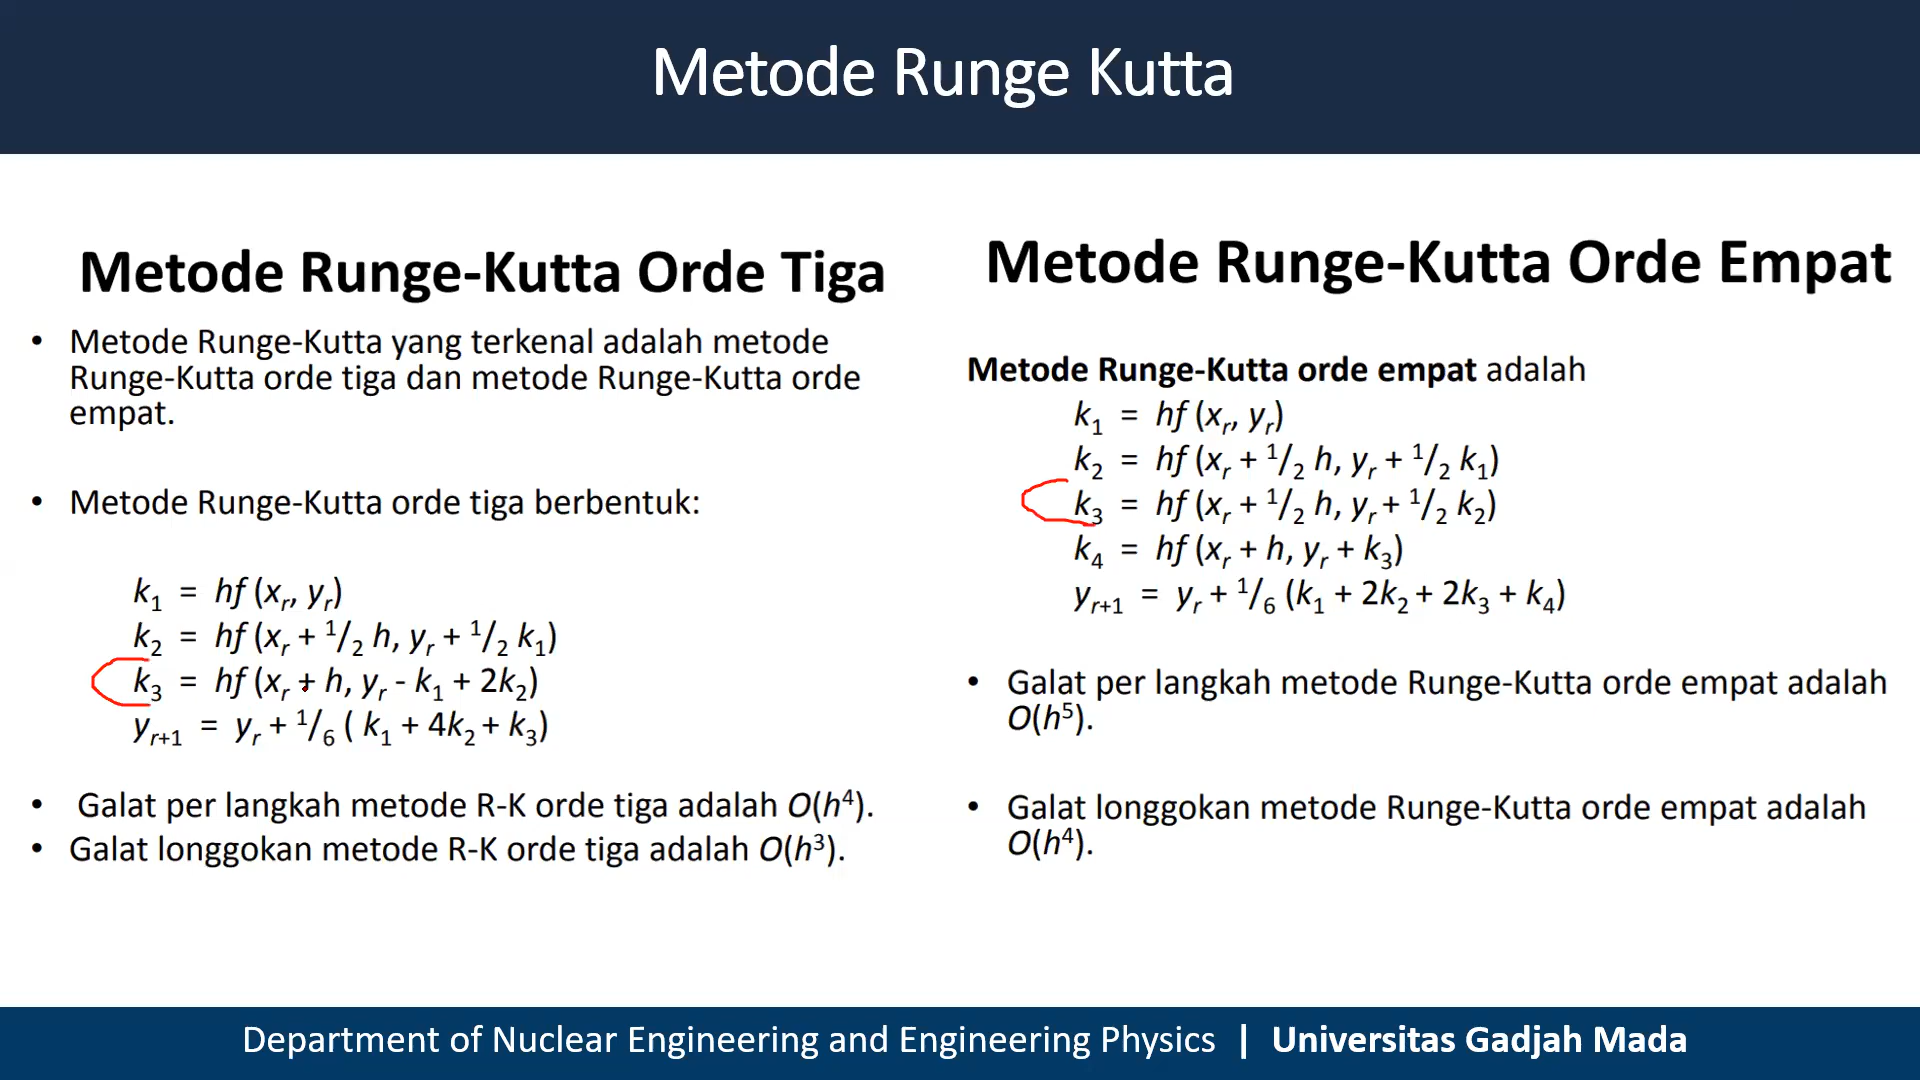 Metode Runge Kutta
Metode Runge-Kutta Orde Tiga
• Metode Runge-Kutta yang terkenal adalah metode
Runge-Kutta orde tiga dan metode Runge-Kutta orde
empat.
• Metode Runge-Kutta orde tiga berbentuk:
k₁ = hf (xᵣ, yᵣ)
k₂ = hf (xᵣ + ¹/₂ h, yᵣ + ¹/₂ k₁)
k₃ = hf (xᵣ + h, yᵣ - k₁ + 2k₂)
yᵣ₊₁ = yᵣ + ¹/₆ ( k₁ + 4k₂ + k₃)
• Galat per langkah metode R-K orde tiga adalah O(h⁴).
• Galat longgokan metode R-K orde tiga adalah O(h³).
Metode Runge-Kutta Orde Empat
Metode Runge-Kutta orde empat adalah
k₁ = hf (xᵣ, yᵣ)
k₂ = hf (xᵣ + ¹/₂ h, yᵣ + ¹/₂ k₁)
k₃ = hf (xᵣ + ¹/₂ h, yᵣ + ¹/₂ k₂)
k₄ = hf (xᵣ + h, yᵣ + k₃)
yᵣ₊₁ = yᵣ + ¹/₆ (k₁ + 2k₂ + 2k₃ + k₄)
• Galat per langkah metode Runge-Kutta orde empat adalah
O(h⁵).
• Galat longgokan metode Runge-Kutta orde empat adalah
O(h⁴).
Department of Nuclear Engineering and Engineering Physics | Universitas Gadjah Mada